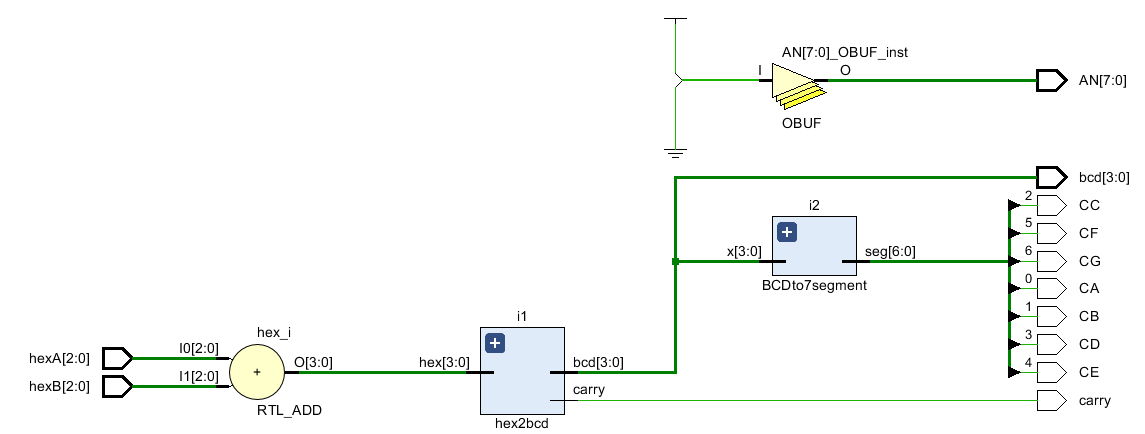 AN[7:0]_OBUF_inst
I
O
AN[7:0]
OBUF
bcd[3:0]
i2
2
CC
5
CF
x[3:0]
seg[6:0]
6
CG
BCDto7segment
0
CA
1
CB
i1
hex_i
3
CD
I0[2:0]
hexA[2:0]
O[3:0]
hex[3:0]
bcd[3:0]
4
CE
+
I1[2:0]
hexB[2:0]
carry
carry
RTL_ADD
hex2bcd